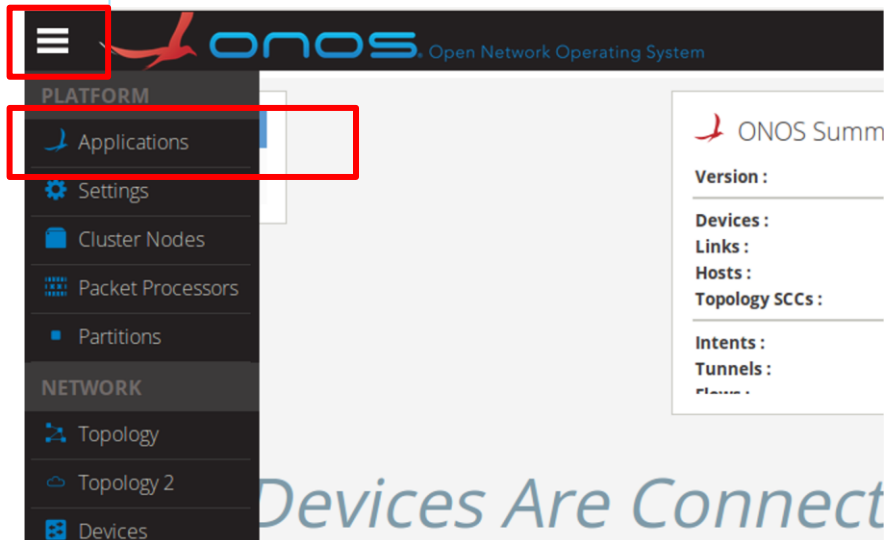 onos. Open Network Operating System
PLATFORM
Applications
Settings
Cluster Nodes
Packet Processors
Partitions
NETWORK
Topology
Topology 2
Devices
ONOS Summ
Version :
Devices :
Links :
Hosts :
Topology SCCs :
Intents :
Tunnels :
Flows :
Devices Are Connect